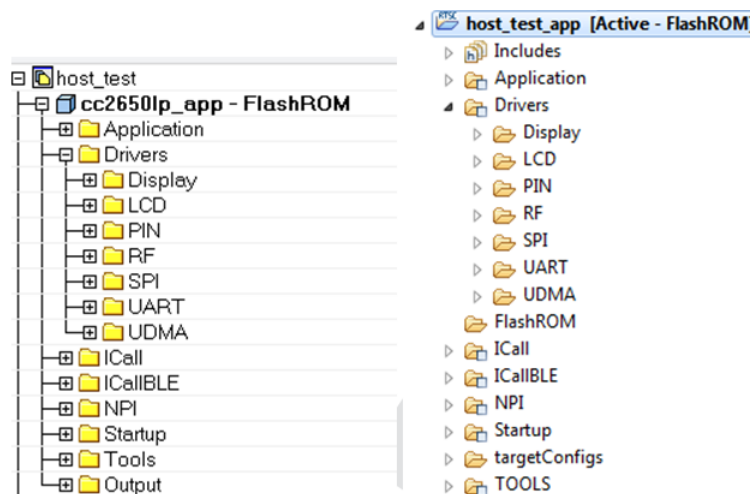 host_test
cc2650lp_app - FlashROM
Application
Drivers
Display
LCD
PIN
RF
SPI
UART
UDMA
ICall
ICallBLE
NPI
Startup
Tools
Output
RTSC
host_test_app [Active - FlashROM]
Includes
Application
Drivers
Display
LCD
PIN
RF
SPI
UART
UDMA
FlashROM
ICall
ICallBLE
NPI
Startup
targetConfigs
TOOLS